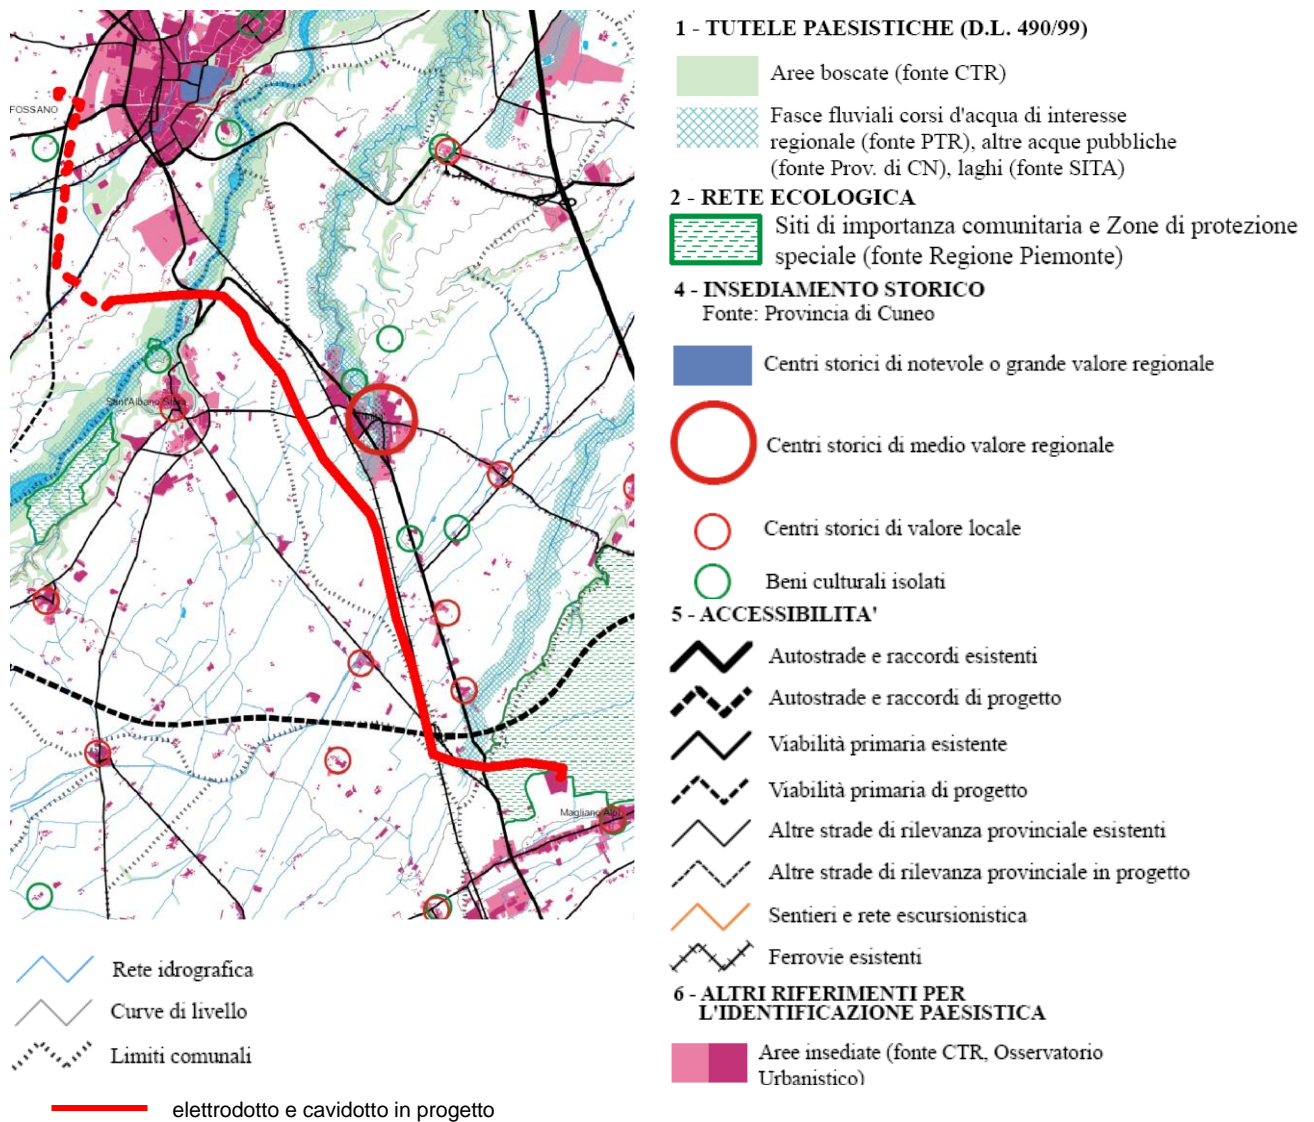 FOSSANO
Sant'Albano Stura
Magliano Alpi
1 - TUTELE PAESISTICHE (D.L. 490/99)
Aree boscate (fonte CTR)
Fasce fluviali corsi d'acqua di interesse
regionale (fonte PTR), altre acque pubbliche
(fonte Prov. di CN), laghi (fonte SITA)
2 - RETE ECOLOGICA
Siti di importanza comunitaria e Zone di protezione
speciale (fonte Regione Piemonte)
4 - INSEDIAMENTO STORICO
Fonte: Provincia di Cuneo
Centri storici di notevole o grande valore regionale
Centri storici di medio valore regionale
Centri storici di valore locale
Beni culturali isolati
5 - ACCESSIBILITA'
Autostrade e raccordi esistenti
Autostrade e raccordi di progetto
Viabilità primaria esistente
Viabilità primaria di progetto
Altre strade di rilevanza provinciale esistenti
Altre strade di rilevanza provinciale in progetto
Sentieri e rete escursionistica
Ferrovie esistenti
6 - ALTRI RIFERIMENTI PER
L'IDENTIFICAZIONE PAESISTICA
Aree insediate (fonte CTR, Osservatorio
Urbanistico)
Rete idrografica
Curve di livello
Limiti comunali
elettrodotto e cavidotto in progetto